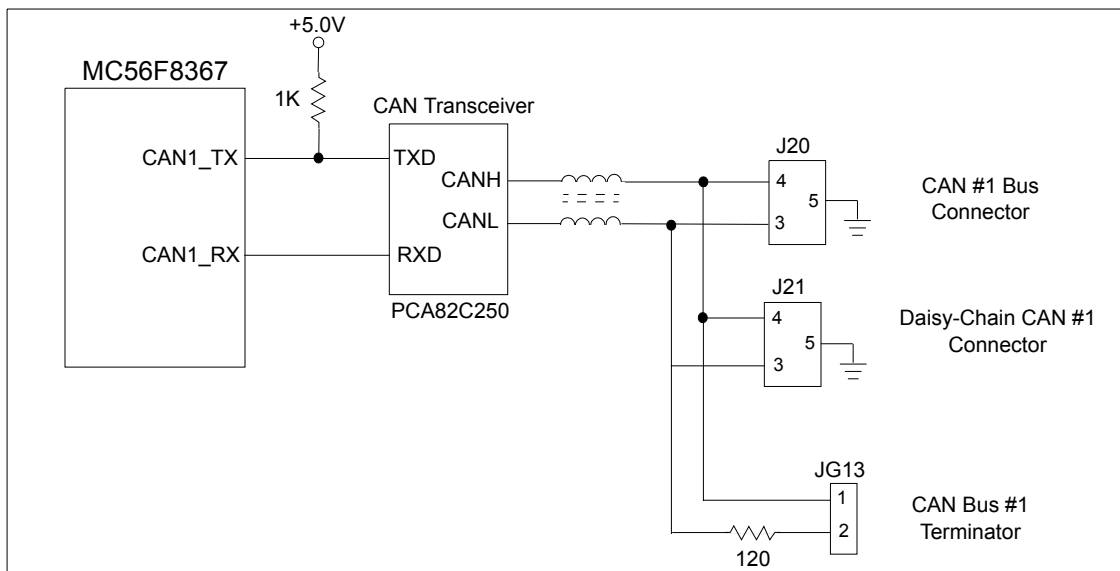 +5.0V
MC56F8367
1K
CAN Transceiver
CAN1_TX
TXD
CANH
CANL
CAN1_RX
RXD
PCA82C250
J20
4
5
3
CAN #1 Bus
Connector
J21
4
5
3
Daisy-Chain CAN #1
Connector
JG13
1
2
120
CAN Bus #1
Terminator